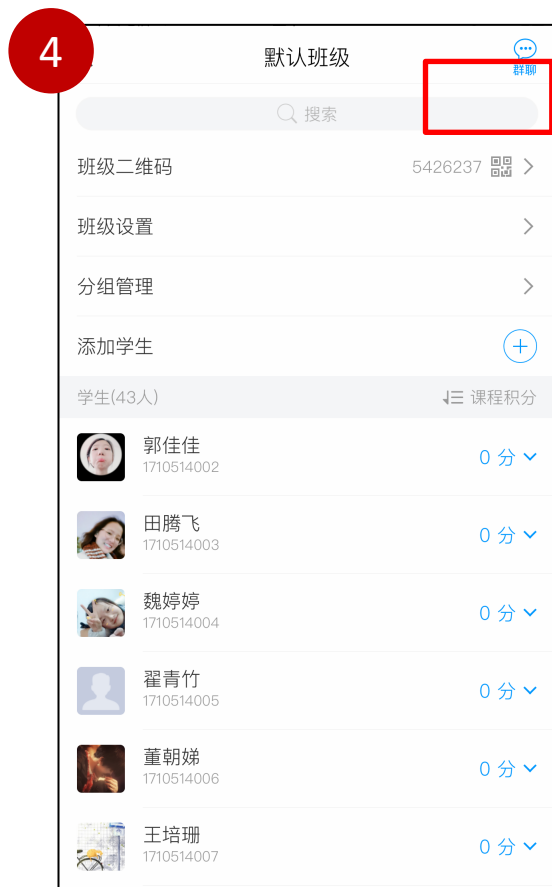 4
默认班级
群聊
搜索
班级二维码 5426237
班级设置
分组管理
添加学生
学生(43人) 课程积分
郭佳佳
1710514002
0 分
田腾飞
1710514003
0 分
魏婷婷
1710514004
0 分
翟青竹
1710514005
0 分
董朝娣
1710514006
0 分
王培珊
1710514007
0 分